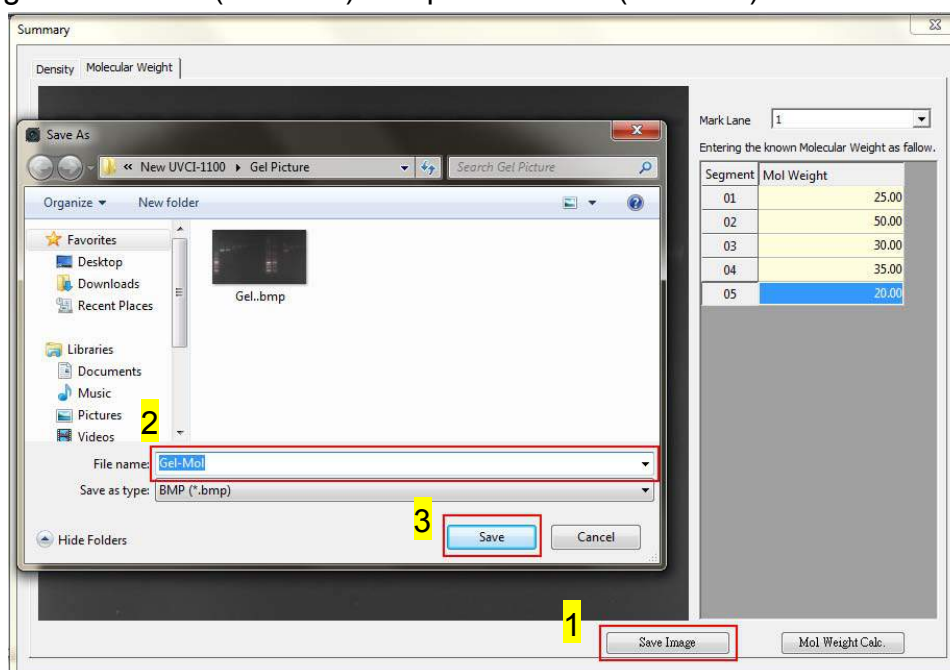 Summary
Density Molecular Weight
Mark Lane 1
Entering the known Molecular Weight as fallow.
Segment Mol Weight
01 25.00
02 50.00
03 30.00
04 35.00
05 20.00
Save As
« New UVCI-1100 Gel Picture
Search Gel Picture
Organize New folder
Favorites
Desktop
Downloads
Recent Places
Libraries
Documents
Music
Pictures
Videos
Gel..bmp
2
File name: Gel-Mol
Save as type: BMP (*.bmp)
3
Hide Folders
Save Cancel
1
Save Image Mol Weight Calc.